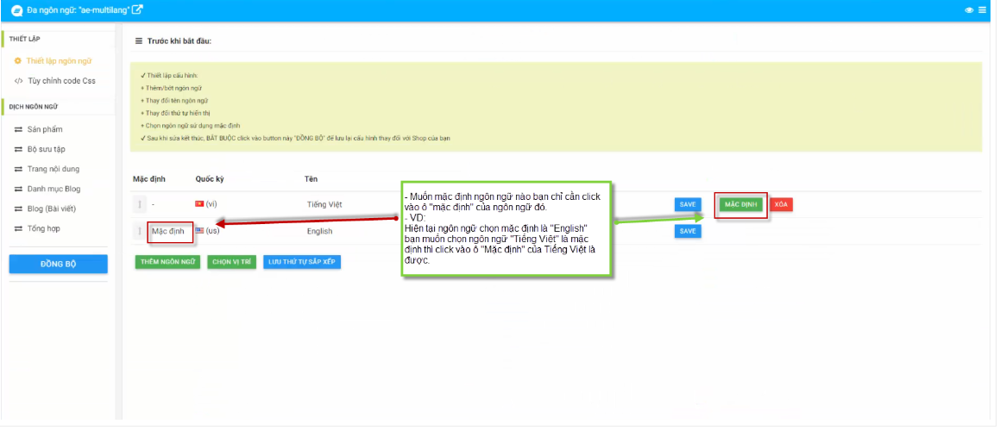 Đa ngôn ngữ: "ae-multilang"
THIẾT LẬP
Thiết lập ngôn ngữ
</> Tùy chỉnh code Css
DỊCH NGÔN NGỮ
Sản phẩm
Bộ sưu tập
Trang nội dung
Danh mục Blog
Blog (Bài viết)
Tổng hợp
ĐỒNG BỘ
Trước khi bắt đầu:
✓ Thiết lập cấu hình:
+ Thêm/bớt ngôn ngữ
+ Thay đổi tên ngôn ngữ
+ Thay đổi thứ tự hiển thị
+ Chọn ngôn ngữ sử dụng mặc định
✓ Sau khi sửa kết thúc, BẮT BUỘC click vào button này "ĐỒNG BỘ" để lưu lại cấu hình thay đổi với Shop của bạn
Mặc định Quốc kỳ Tên
- (vi) Tiếng Việt SAVE MẶC ĐỊNH XÓA
Mặc định (us) English SAVE
THÊM NGÔN NGỮ CHỌN VỊ TRÍ LƯU THỨ TỰ SẮP XẾP
- Muốn mặc định ngôn ngữ nào bạn chỉ cần click
vào ô "mặc định" của ngôn ngữ đó.
- VD:
Hiện tại ngôn ngữ chọn mặc định là "English"
bạn muốn chọn ngôn ngữ "Tiếng Việt" là mặc
định thì click vào ô "Mặc định" của Tiếng Việt là
được.